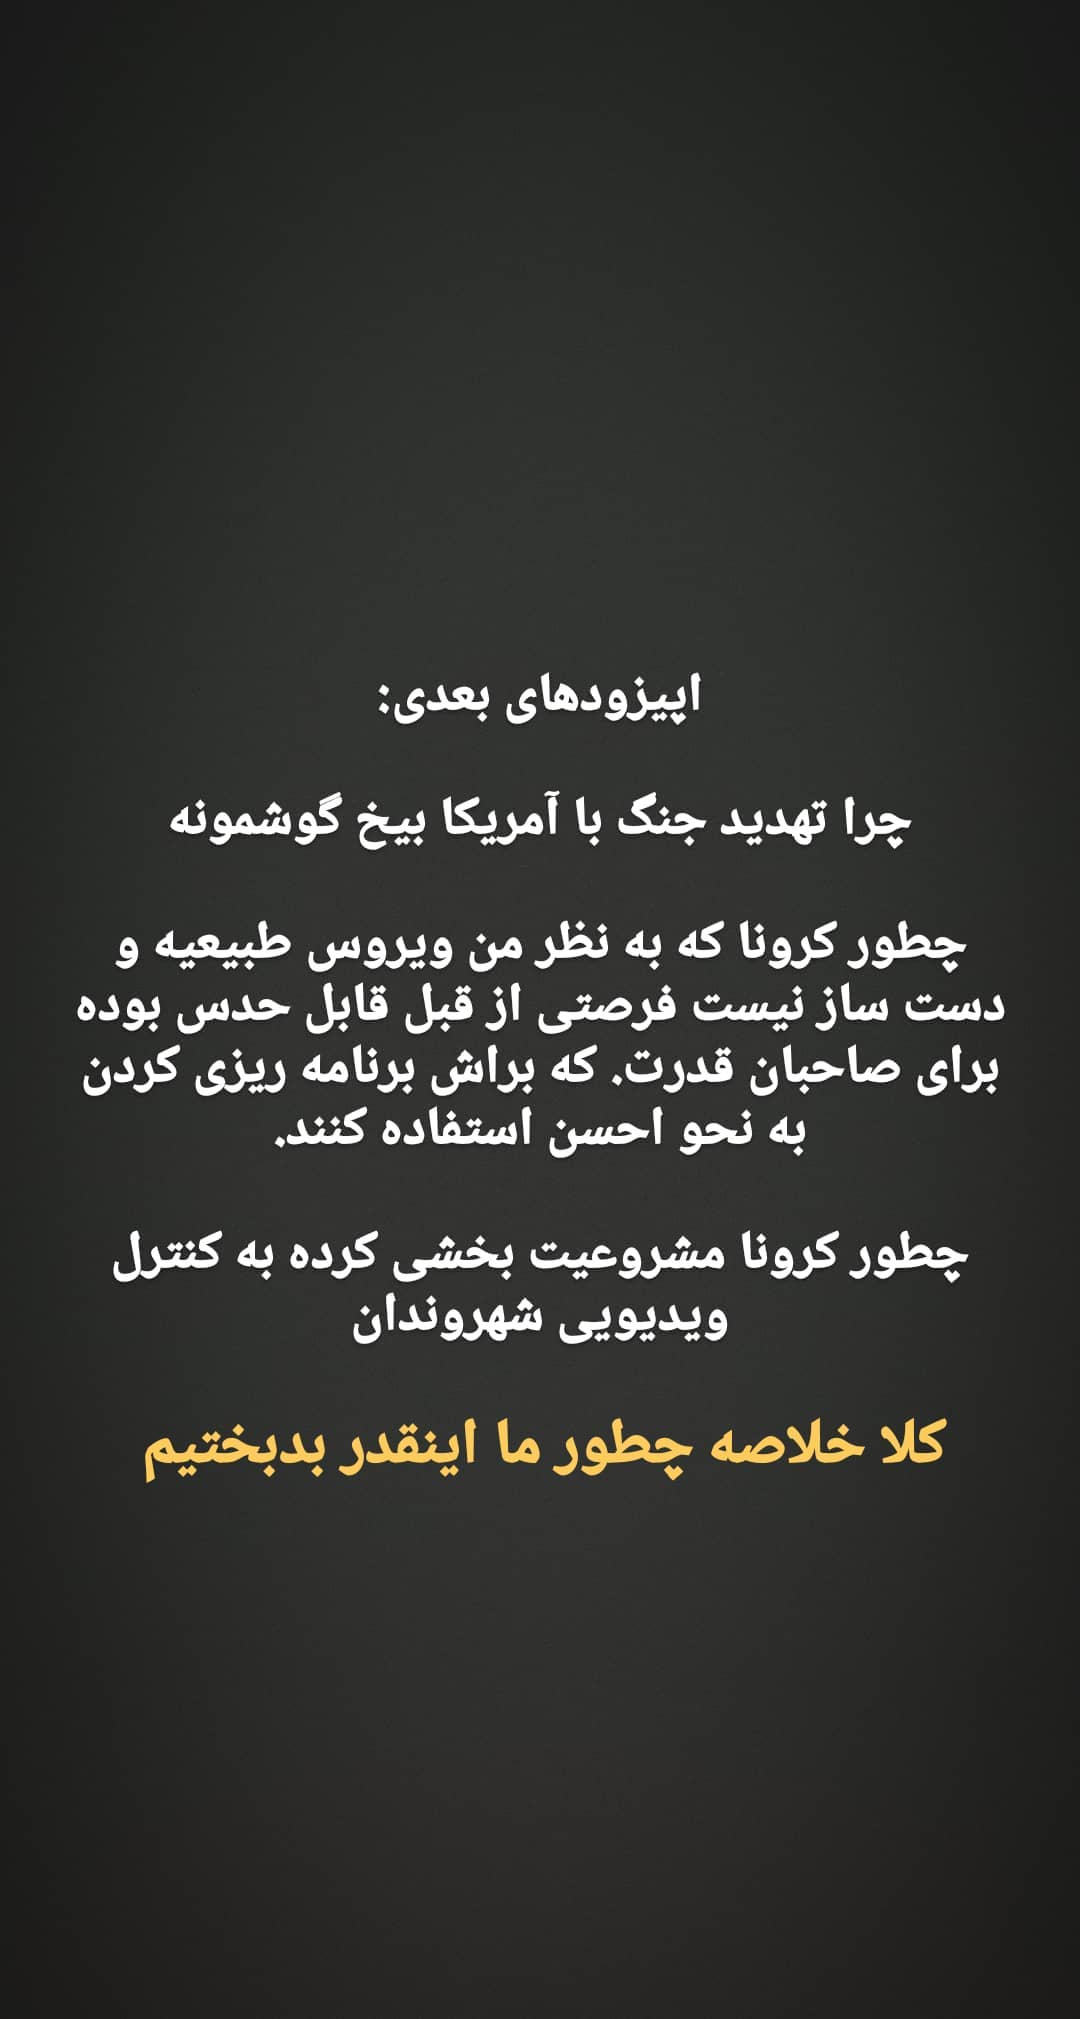 اپیزودهای بعدی:
چرا تهدید جنگ با آمریکا بیخ گوشمونه
چطور کرونا که به نظر من ویروس طبیعیه و
دست ساز نیست فرصتی از قبل قابل حدس بوده
برای صاحبان قدرت. که براش برنامه ریزی کردن
به نحو احسن استفاده کنند.
چطور کرونا مشروعیت بخشی کرده به کنترل
ویدیویی شهروندان
کلا خلاصه چطور ما اینقدر بدبختیم